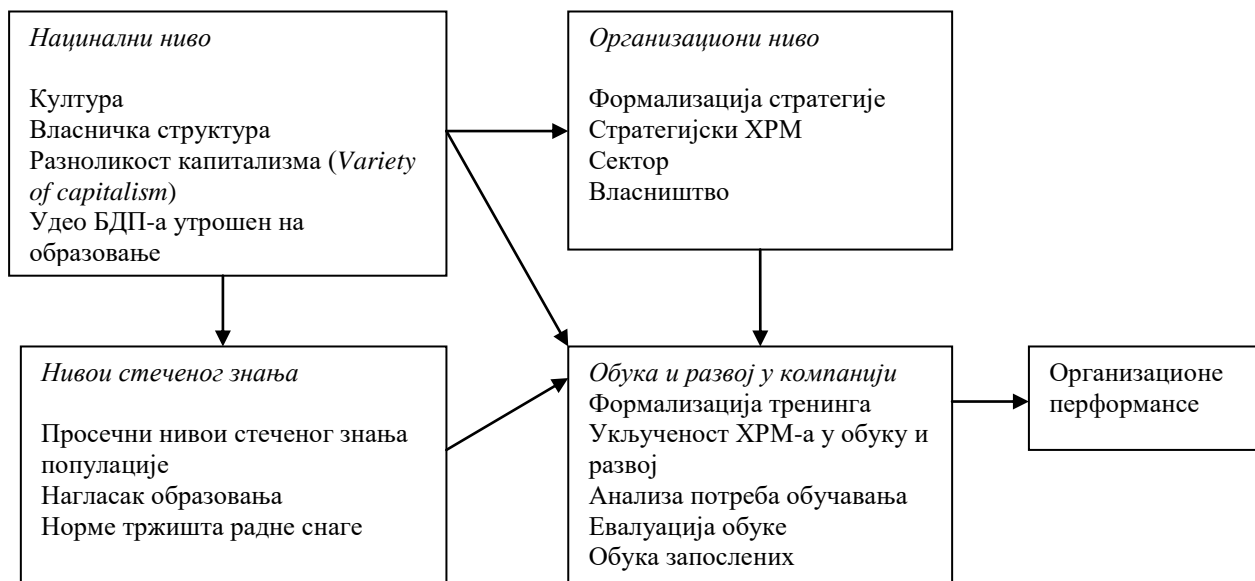 Нацинални ниво
Култура
Власничка структура
Разноликост капитализма (Variety
of capitalism)
Удео БДП-а утрошен на
образовање
Организациони ниво
Формализација стратегије
Стратегијски ХРМ
Сектор
Власништво
Нивои стеченог знања
Просечни нивои стеченог знања
популације
Нагласак образовања
Норме тржишта радне снаге
Обука и развој у компанији
Формализација тренинга
Укљученост ХРМ-а у обуку и
развој
Анализа потреба обучавања
Евалуација обуке
Обука запослених
Организационе
перформансе